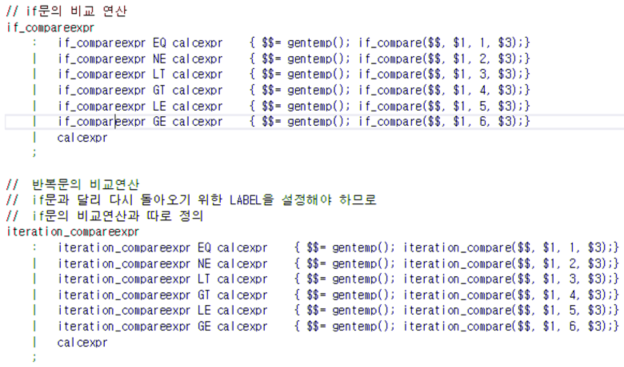 // if문의 비교 연산
if_compareexpr
: if_compareexpr EQ calcexpr { $$= gentemp(); if_compare($$, $1, 1, $3);}
| if_compareexpr NE calcexpr { $$= gentemp(); if_compare($$, $1, 2, $3);}
| if_compareexpr LT calcexpr { $$= gentemp(); if_compare($$, $1, 3, $3);}
| if_compareexpr GT calcexpr { $$= gentemp(); if_compare($$, $1, 4, $3);}
| if_compareexpr LE calcexpr { $$= gentemp(); if_compare($$, $1, 5, $3);}
| if_compareexpr GE calcexpr { $$= gentemp(); if_compare($$, $1, 6, $3);}
| calcexpr
;
// 반복문의 비교연산
// if문과 달리 다시 돌아오기 위한 LABEL을 설정해야 하므로
// if문의 비교연산과 따로 정의
iteration_compareexpr
: iteration_compareexpr EQ calcexpr { $$= gentemp(); iteration_compare($$, $1, 1, $3);}
| iteration_compareexpr NE calcexpr { $$= gentemp(); iteration_compare($$, $1, 2, $3);}
| iteration_compareexpr LT calcexpr { $$= gentemp(); iteration_compare($$, $1, 3, $3);}
| iteration_compareexpr GT calcexpr { $$= gentemp(); iteration_compare($$, $1, 4, $3);}
| iteration_compareexpr LE calcexpr { $$= gentemp(); iteration_compare($$, $1, 5, $3);}
| iteration_compareexpr GE calcexpr { $$= gentemp(); iteration_compare($$, $1, 6, $3);}
| calcexpr
;